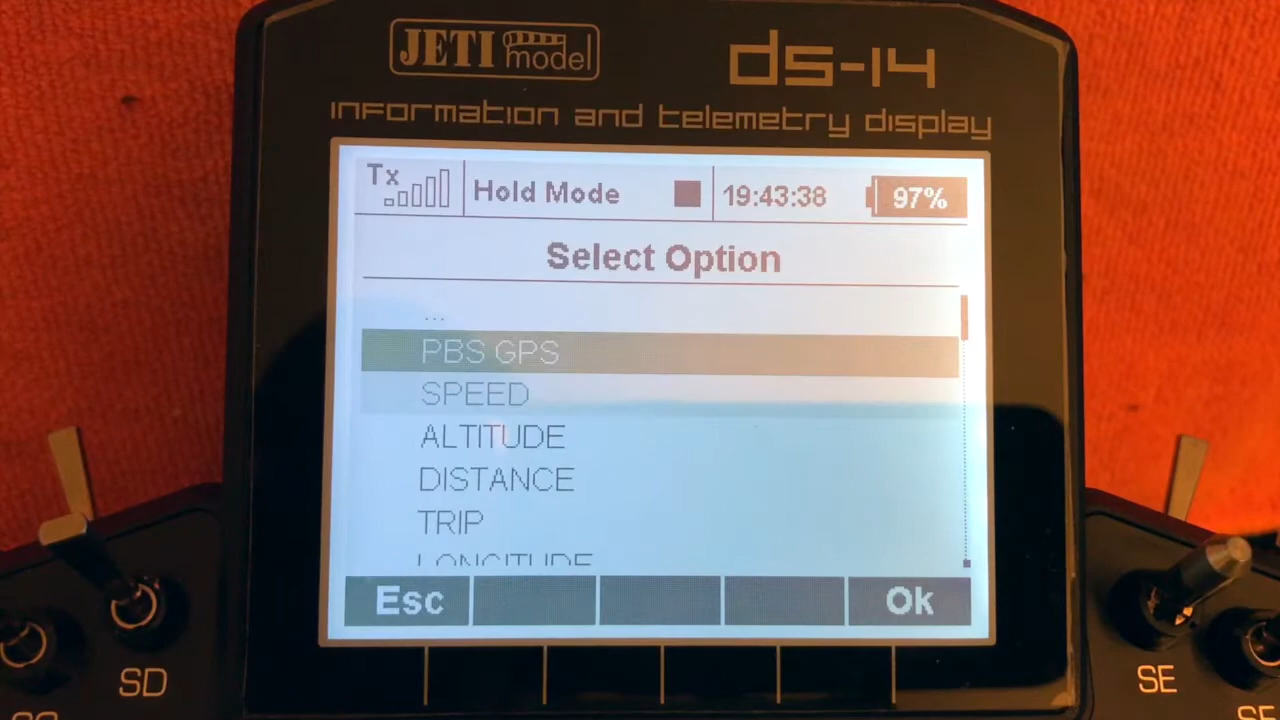 JETI model
ds-14
information and telemetry display
Tx Hold Mode 19:43:38 97%
Select Option
...
PBS GPS
SPEED
ALTITUDE
DISTANCE
TRIP
LONGITUDE
Esc Ok
SD
SE